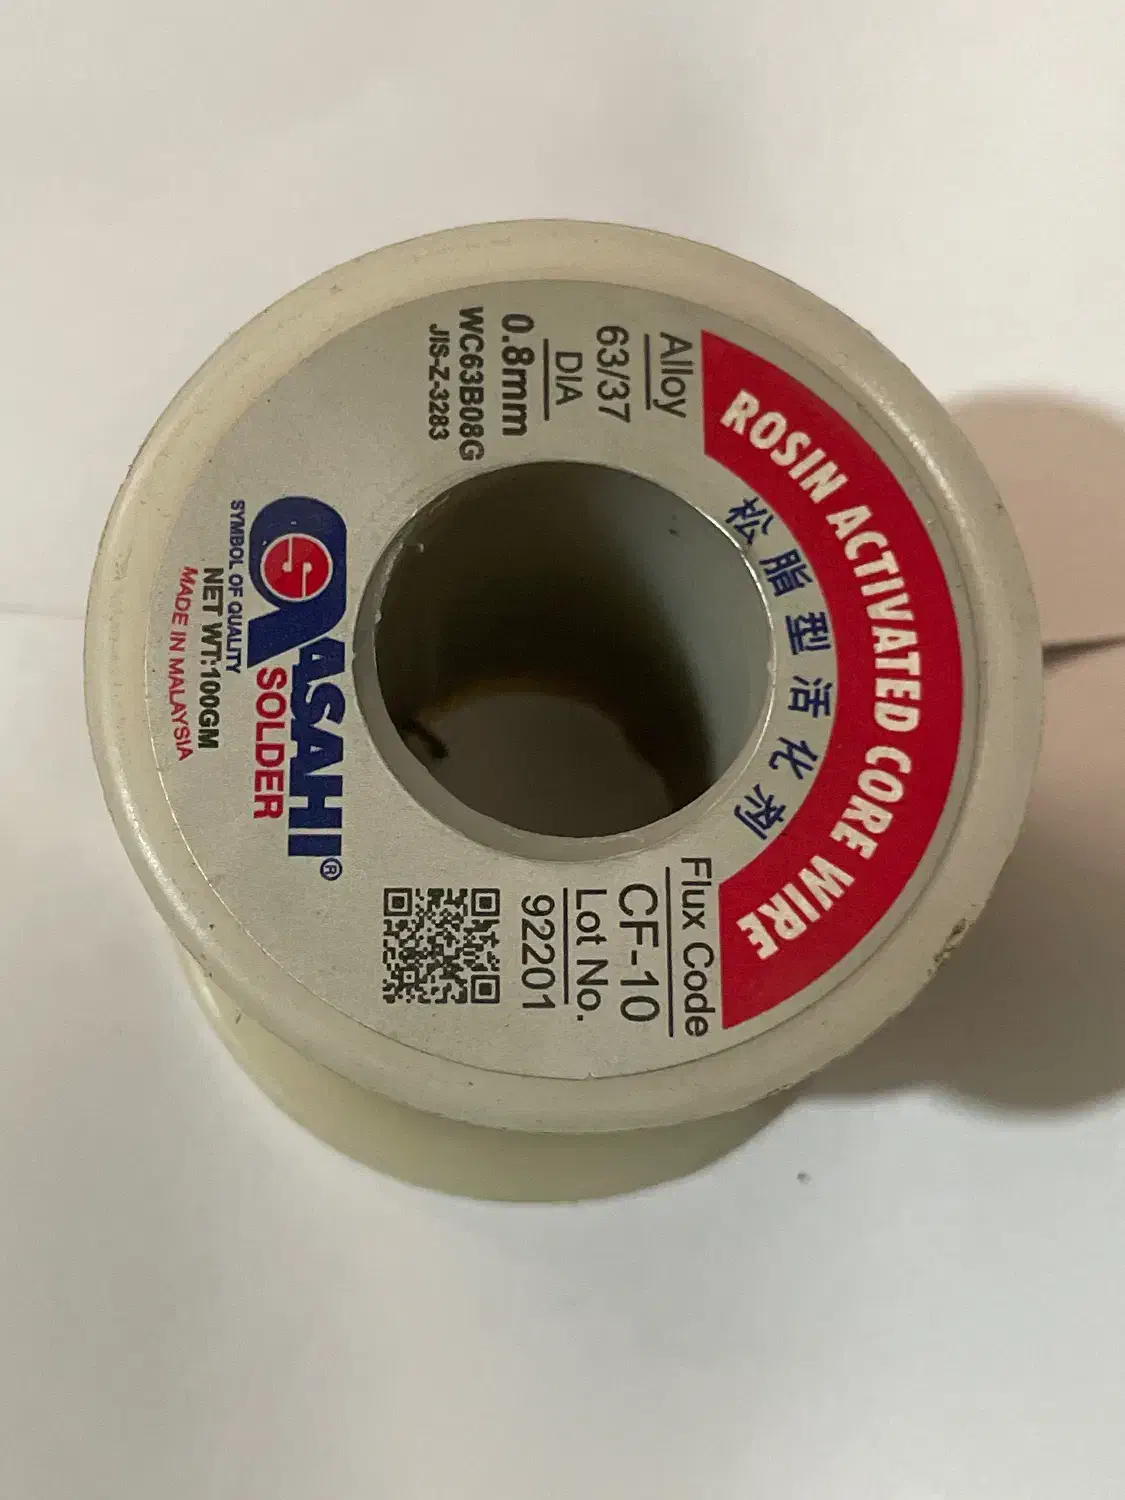 ROSIN ACTIVATED CORE WIRE
松脂型活化剂
Alloy
63/37
DIA
0.8mm
WC63B08G
JIS-Z-3283
Flux Code
CF-10
Lot No.
92201
ASAHI®
SOLDER
SYMBOL OF QUALITY
NET WT:100GM
MADE IN MALAYSIA